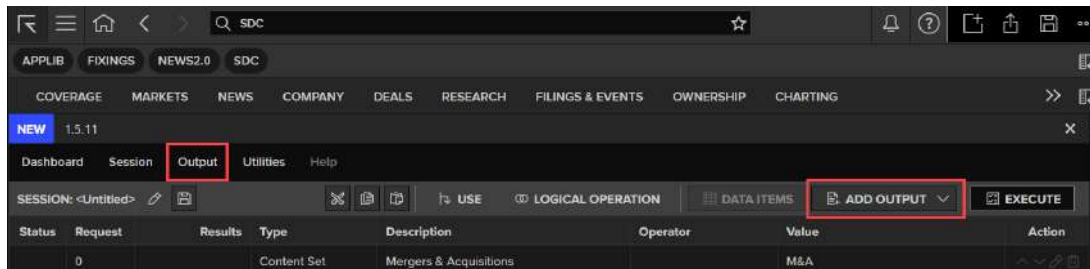 SDC
APPLIB FIXINGS NEWS2.0 SDC
COVERAGE MARKETS NEWS COMPANY DEALS RESEARCH FILINGS & EVENTS OWNERSHIP CHARTING
NEW 1.5.11
Dashboard Session Output Utilities Help
SESSION: <Untitled> USE LOGICAL OPERATION DATA ITEMS ADD OUTPUT EXECUTE
Status Request Results Type Description Operator Value Action
0 Content Set Mergers & Acquisitions M&A